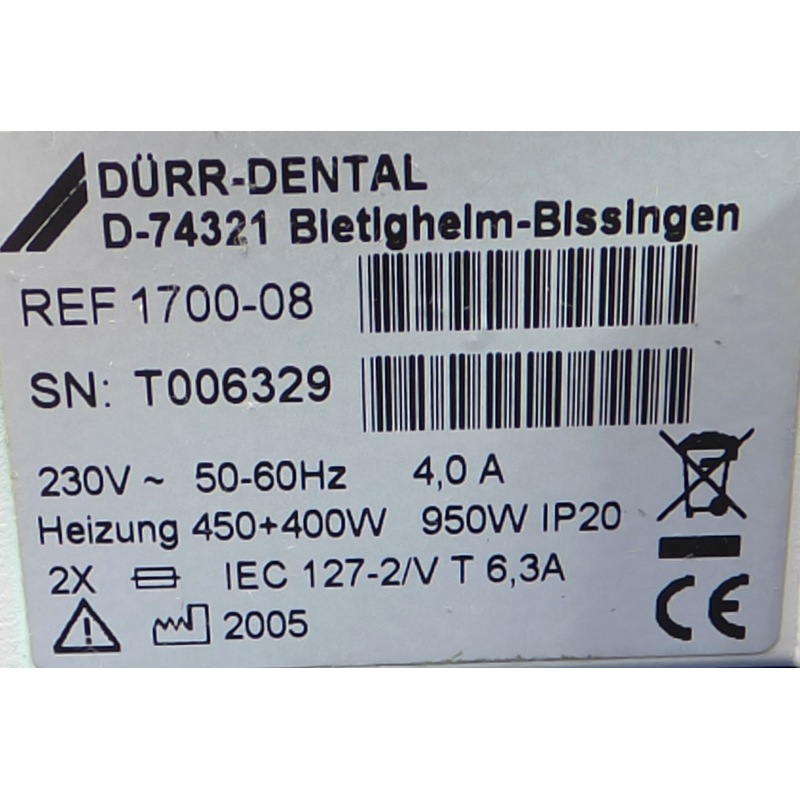 DÜRR-DENTAL
D-74321 Bietigheim-Bissingen
REF 1700-08
SN: T006329
230V ~ 50-60Hz 4,0 A
Heizung 450+400W 950W IP20
2X IEC 127-2/V T 6,3A
2005
CE